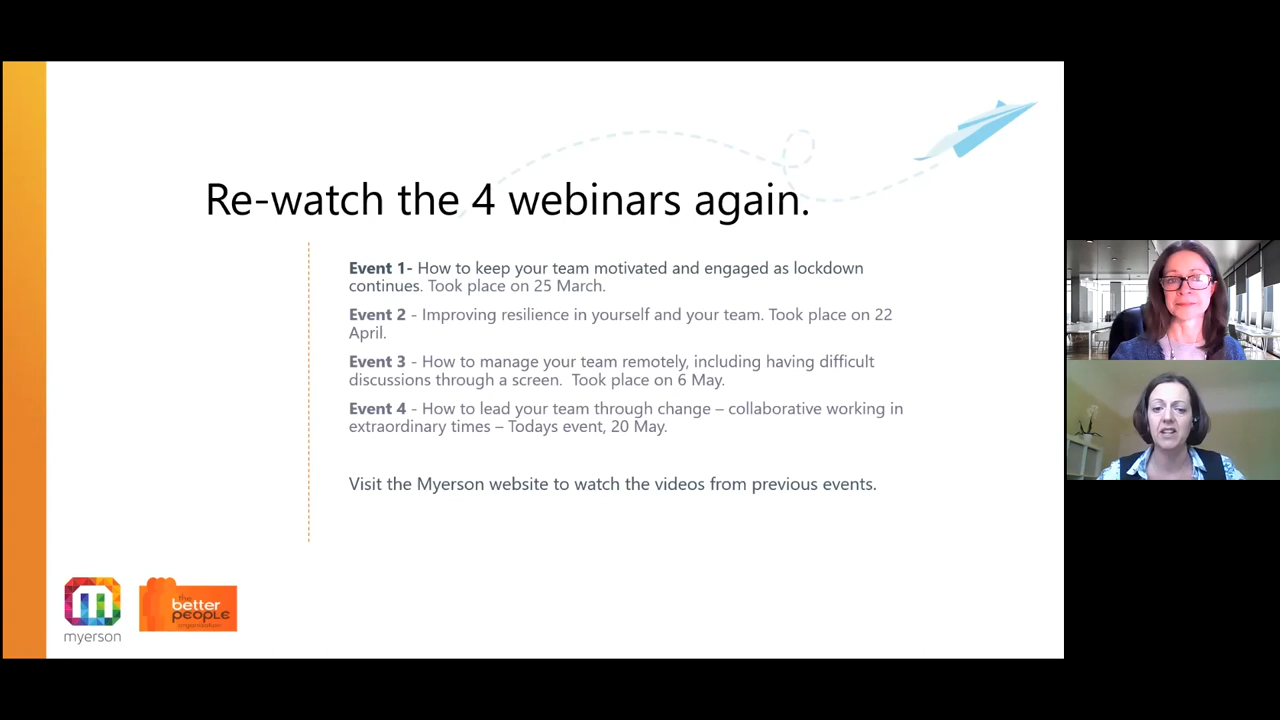 Re-watch the 4 webinars again.
Event 1- How to keep your team motivated and engaged as lockdown
continues. Took place on 25 March.
Event 2 - Improving resilience in yourself and your team. Took place on 22
April.
Event 3 - How to manage your team remotely, including having difficult
discussions through a screen.  Took place on 6 May.
Event 4 - How to lead your team through change – collaborative working in
extraordinary times – Todays event, 20 May.
Visit the Myerson website to watch the videos from previous events.
myerson
the
better
people
organisation